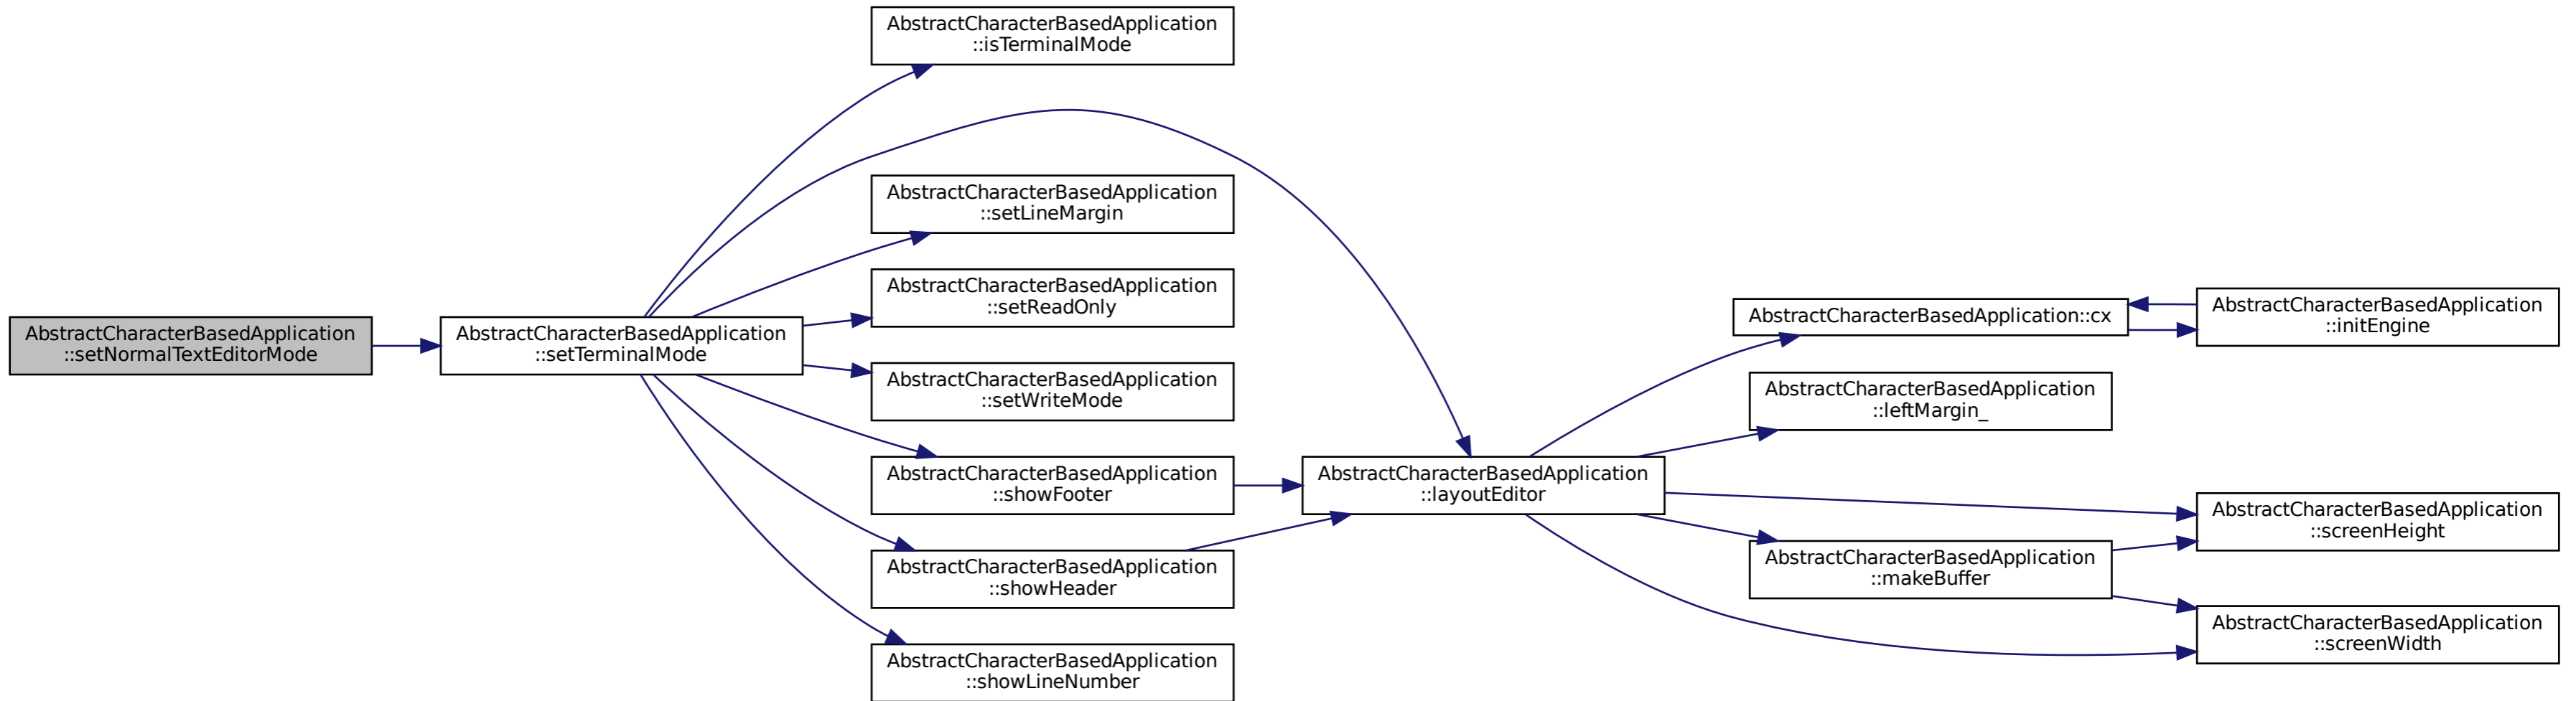 AbstractCharacterBasedApplication
::setNormalTextEditorMode
AbstractCharacterBasedApplication
::setTerminalMode
AbstractCharacterBasedApplication
::isTerminalMode
AbstractCharacterBasedApplication
::setLineMargin
AbstractCharacterBasedApplication
::setReadOnly
AbstractCharacterBasedApplication
::setWriteMode
AbstractCharacterBasedApplication
::showFooter
AbstractCharacterBasedApplication
::showHeader
AbstractCharacterBasedApplication
::showLineNumber
AbstractCharacterBasedApplication
::layoutEditor
AbstractCharacterBasedApplication::cx
AbstractCharacterBasedApplication
::leftMargin_
AbstractCharacterBasedApplication
::makeBuffer
AbstractCharacterBasedApplication
::initEngine
AbstractCharacterBasedApplication
::screenHeight
AbstractCharacterBasedApplication
::screenWidth